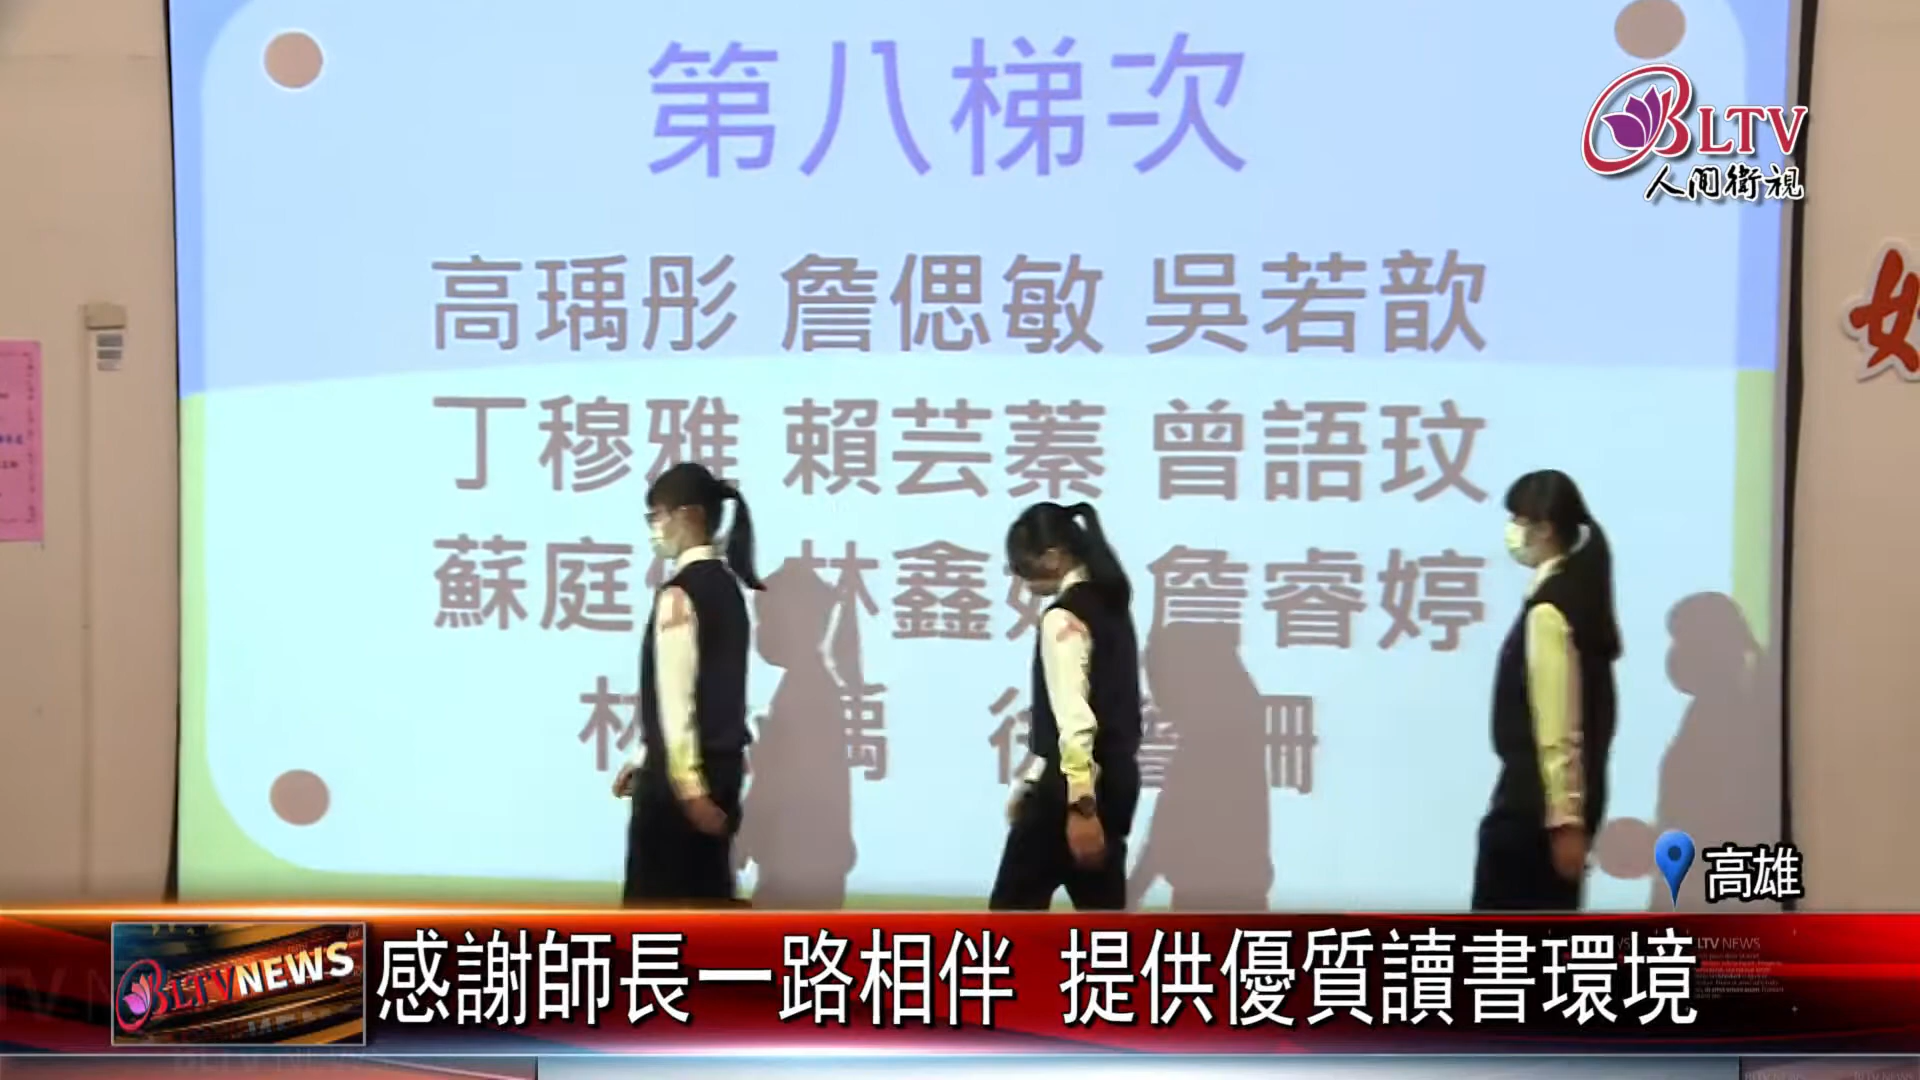 第八梯次
BLTV
人間衛視
高瑀彤 詹偲敏 吳若歆
丁穆雅 賴芸蓁 曾語玟
蘇庭 林鑫 詹睿婷
高雄
BLTVNEWS
感謝師長一路相伴 提供優質讀書環境
LTV NEWS